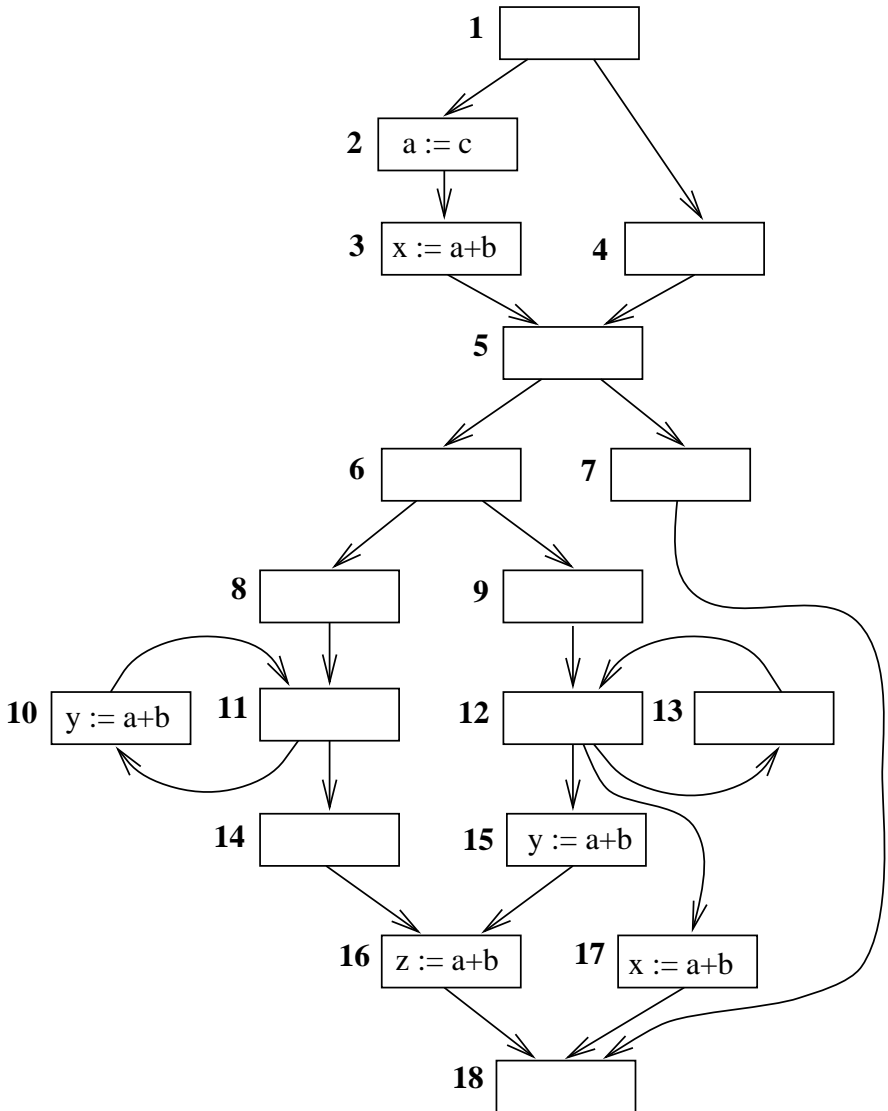 1
2 a := c
3 x := a+b 4
5
6 7
8 9
10 y := a+b 11 12 13
14 15 y := a+b
16 z := a+b 17 x := a+b
18